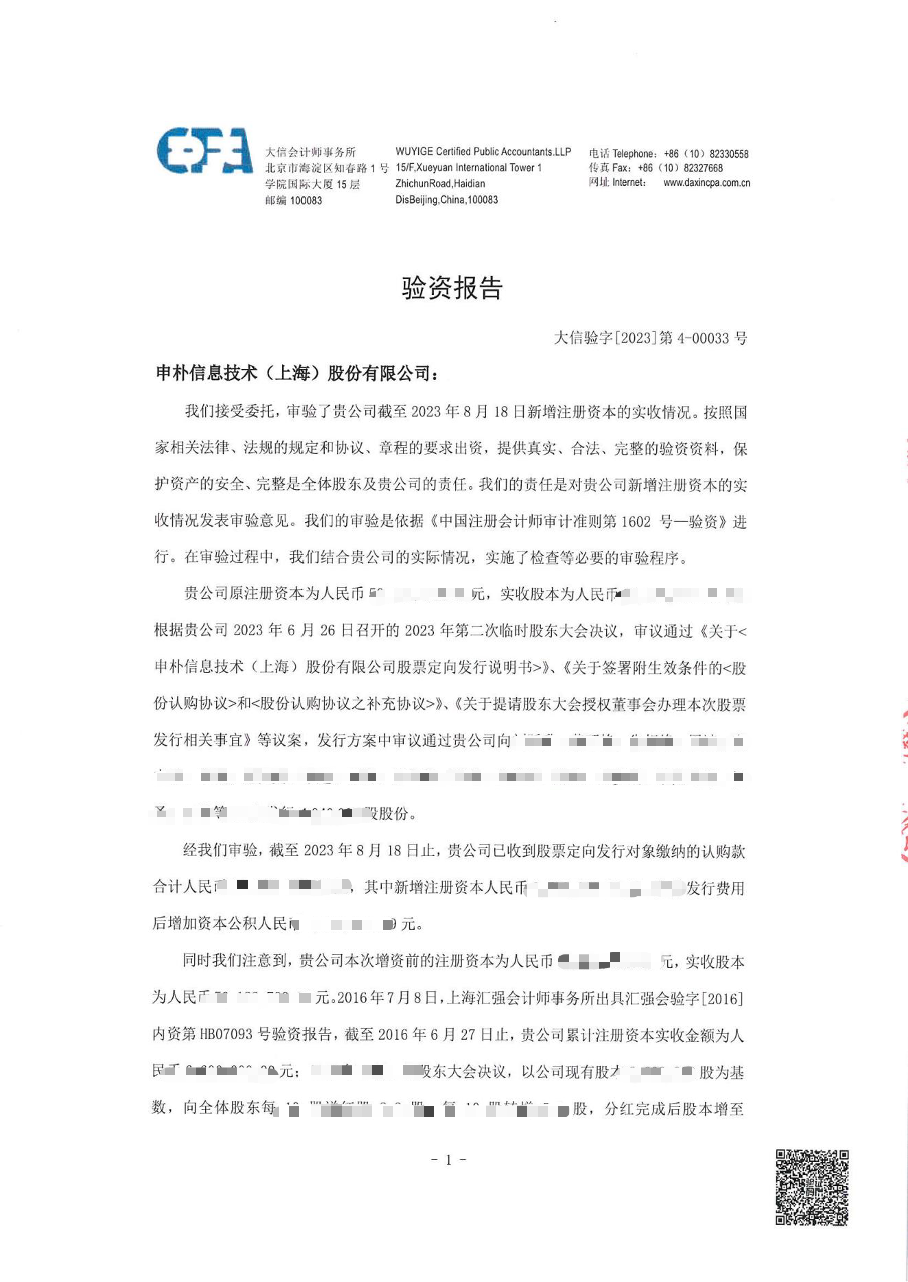 大信会计师事务所
北京市海淀区知春路 1 号
学院国际大厦 15 层
邮编 100083
WUYIGE Certified Public Accountants.LLP
15/F,Xueyuan International Tower 1
ZhichunRoad,Haidian
DisBeijing,China,100083
电话 Telephone: +86（10）82330558
传真 Fax: +86（10）82327668
网址 Internet: www.daxincpa.com.cn
验资报告
大信验字[2023]第 4-00033 号
申朴信息技术（上海）股份有限公司：
我们接受委托，审验了贵公司截至 2023 年 8 月 18 日新增注册资本的实收情况。按照国
家相关法律、法规的规定和协议、章程的要求出资，提供真实、合法、完整的验资资料，保
护资产的安全、完整是全体股东及贵公司的责任。我们的责任是对贵公司新增注册资本的实
收情况发表审验意见。我们的审验是依据《中国注册会计师审计准则第 1602 号—验资》进
行。在审验过程中，我们结合贵公司的实际情况，实施了检查等必要的审验程序。
贵公司原注册资本为人民币 元，实收股本为人民币
根据贵公司 2023 年 6 月 26 日召开的 2023 年第二次临时股东大会决议，审议通过《关于<
申朴信息技术（上海）股份有限公司股票定向发行说明书>》、《关于签署附生效条件的<股
份认购协议>和<股份认购协议之补充协议>》、《关于提请股东大会授权董事会办理本次股票
发行相关事宜》等议案，发行方案中审议通过贵公司向
等 股股份。
经我们审验，截至 2023 年 8 月 18 日止，贵公司已收到股票定向发行对象缴纳的认购款
合计人民币 ，其中新增注册资本人民币 发行费用
后增加资本公积人民币 元。
同时我们注意到，贵公司本次增资前的注册资本为人民币 元，实收股本
为人民币 元。2016 年 7 月 8 日，上海汇强会计师事务所出具汇强会验字[2016]
内资第 HB07093 号验资报告，截至 2016 年 6 月 27 日止，贵公司累计注册资本实收金额为人
民币 元； 股东大会决议，以公司现有股本 股为基
数，向全体股东每 股，分红完成后股本增至
- 1 -